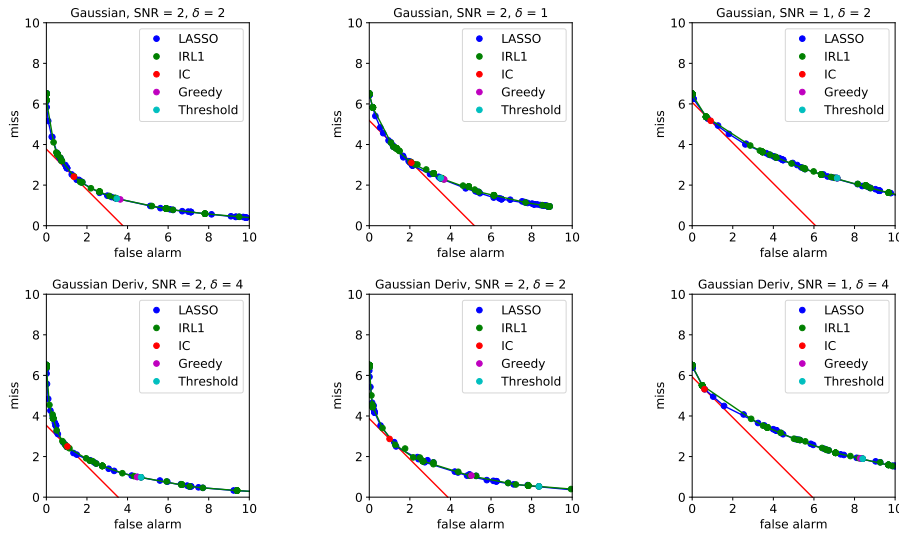 Gaussian, SNR = 2, δ = 2
10
8
6
4
2
0
miss
LASSO
IRL1
IC
Greedy
Threshold
0 2 4 6 8 10
false alarm
Gaussian, SNR = 2, δ = 1
10
8
6
4
2
0
miss
LASSO
IRL1
IC
Greedy
Threshold
0 2 4 6 8 10
false alarm
Gaussian, SNR = 1, δ = 2
10
8
6
4
2
0
miss
LASSO
IRL1
IC
Greedy
Threshold
0 2 4 6 8 10
false alarm
Gaussian Deriv, SNR = 2, δ = 4
10
8
6
4
2
0
miss
LASSO
IRL1
IC
Greedy
Threshold
0 2 4 6 8 10
false alarm
Gaussian Deriv, SNR = 2, δ = 2
10
8
6
4
2
0
miss
LASSO
IRL1
IC
Greedy
Threshold
0 2 4 6 8 10
false alarm
Gaussian Deriv, SNR = 1, δ = 4
10
8
6
4
2
0
miss
LASSO
IRL1
IC
Greedy
Threshold
0 2 4 6 8 10
false alarm